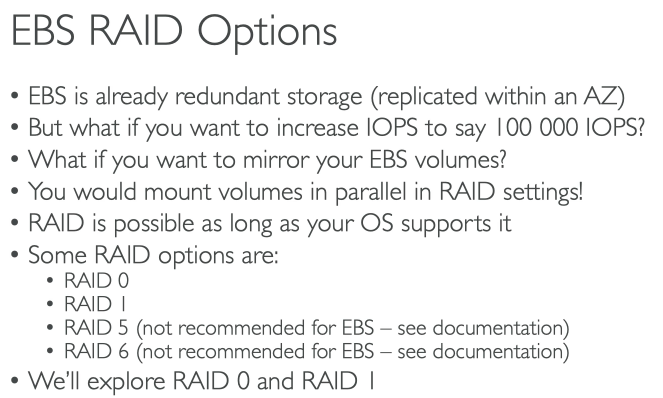 EBS RAID Options
• EBS is already redundant storage (replicated within an AZ)
• But what if you want to increase IOPS to say 100 000 IOPS?
• What if you want to mirror your EBS volumes?
• You would mount volumes in parallel in RAID settings!
• RAID is possible as long as your OS supports it
• Some RAID options are:
• RAID 0
• RAID 1
• RAID 5 (not recommended for EBS – see documentation)
• RAID 6 (not recommended for EBS – see documentation)
• We'll explore RAID 0 and RAID 1